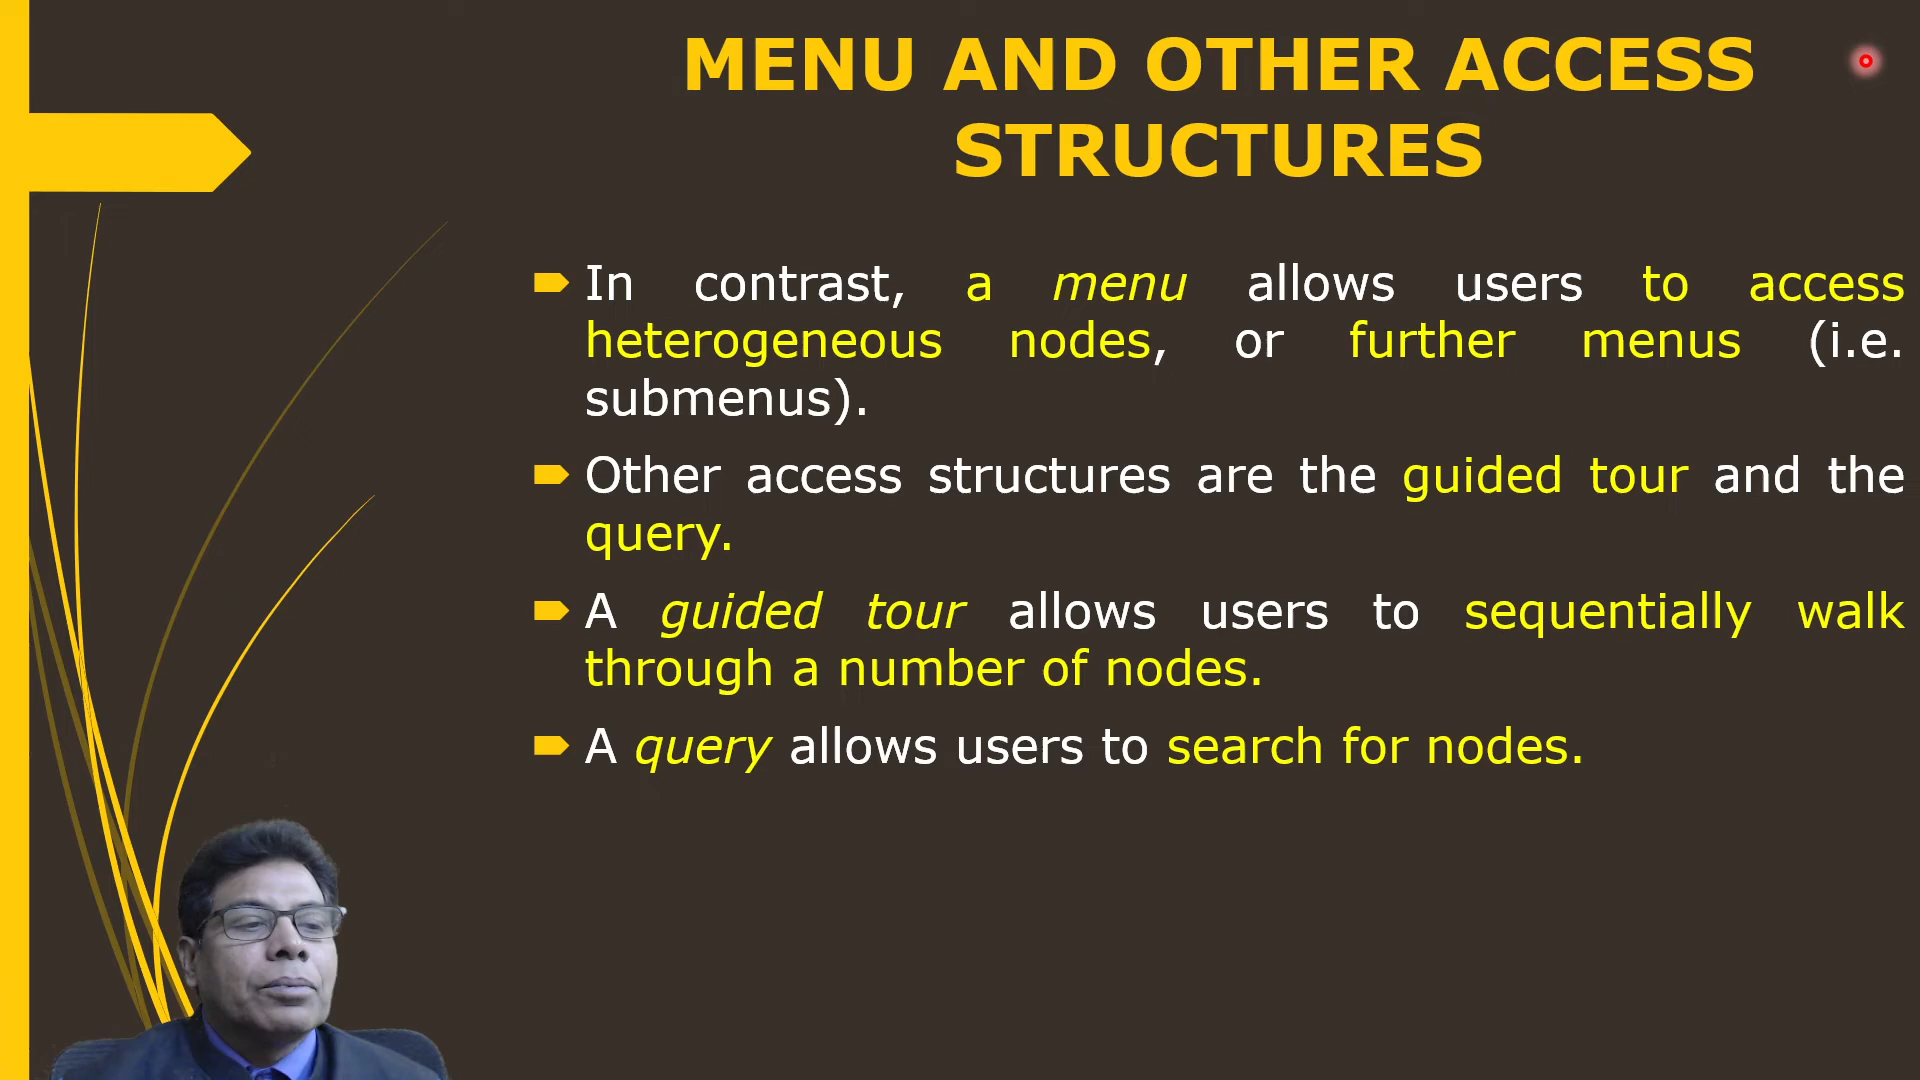 MENU AND OTHER ACCESS
STRUCTURES
In contrast, a menu allows users to access
heterogeneous nodes, or further menus (i.e.
submenus).
Other access structures are the guided tour and the
query.
A guided tour allows users to sequentially walk
through a number of nodes.
A query allows users to search for nodes.